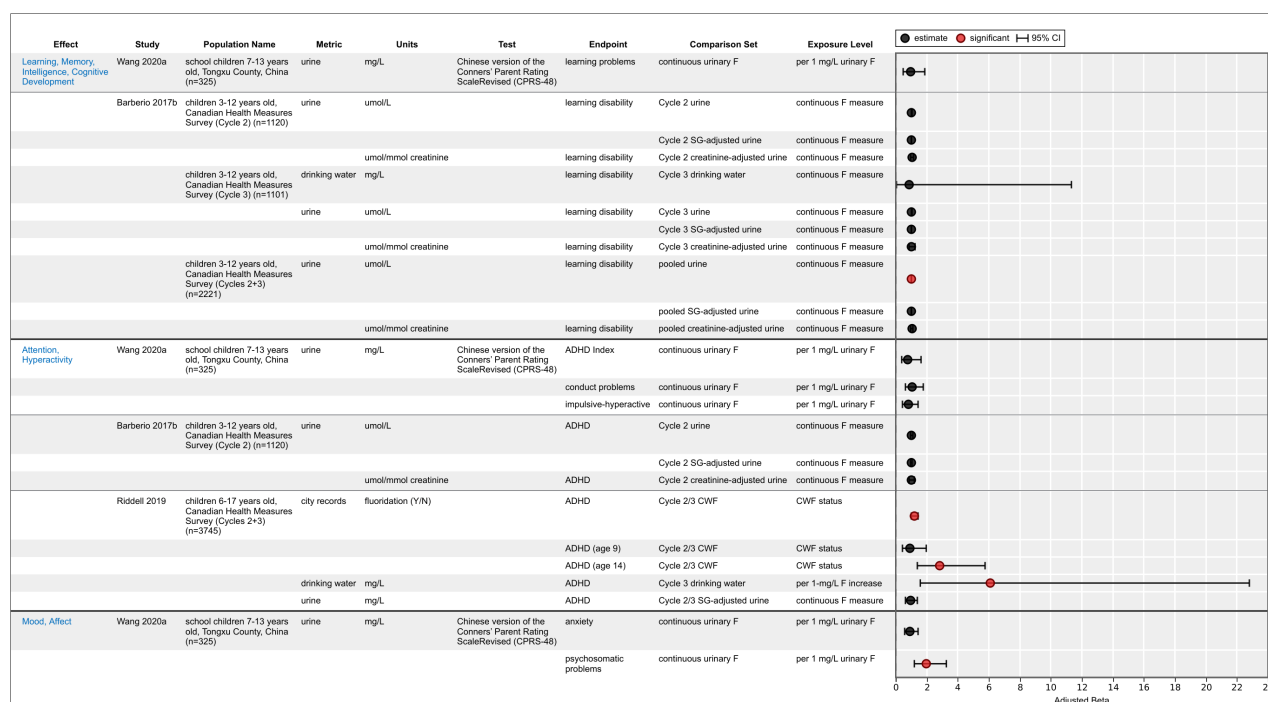 estimate significant 95% CI
Effect Study Population Name Metric Units Test Endpoint Comparison Set Exposure Level
Learning, Memory, Wang 2020a school children 7-13 years urine mg/L Chinese version of the learning problems continuous urinary F per 1 mg/L urinary F
Intelligence, Cognitive old, Tongxu County, China Conners' Parent Rating
Development (n=325) ScaleRevised (CPRS-48)
Barberio 2017b children 3-12 years old, urine umol/L learning disability Cycle 2 urine continuous F measure
Canadian Health Measures
Survey (Cycle 2) (n=1120)
Cycle 2 SG-adjusted urine continuous F measure
umol/mmol creatinine learning disability Cycle 2 creatinine-adjusted urine continuous F measure
children 3-12 years old, drinking water mg/L learning disability Cycle 3 drinking water continuous F measure
Canadian Health Measures
Survey (Cycle 3) (n=1101)
urine umol/L learning disability Cycle 3 urine continuous F measure
Cycle 3 SG-adjusted urine continuous F measure
umol/mmol creatinine learning disability Cycle 3 creatinine-adjusted urine continuous F measure
children 3-12 years old, urine umol/L learning disability pooled urine continuous F measure
Canadian Health Measures
Survey (Cycles 2+3)
(n=2221)
pooled SG-adjusted urine continuous F measure
umol/mmol creatinine learning disability pooled creatinine-adjusted urine continuous F measure
Attention, Wang 2020a school children 7-13 years urine mg/L Chinese version of the ADHD Index continuous urinary F per 1 mg/L urinary F
Hyperactivity old, Tongxu County, China Conners' Parent Rating
(n=325) ScaleRevised (CPRS-48)
conduct problems continuous urinary F per 1 mg/L urinary F
impulsive-hyperactive continuous urinary F per 1 mg/L urinary F
Barberio 2017b children 3-12 years old, urine umol/L ADHD Cycle 2 urine continuous F measure
Canadian Health Measures
Survey (Cycle 2) (n=1120)
Cycle 2 SG-adjusted urine continuous F measure
umol/mmol creatinine ADHD Cycle 2 creatinine-adjusted urine continuous F measure
Riddell 2019 children 6-17 years old, city records fluoridation (Y/N) ADHD Cycle 2/3 CWF CWF status
Canadian Health Measures
Survey (Cycles 2+3)
(n=3745)
ADHD (age 9) Cycle 2/3 CWF CWF status
ADHD (age 14) Cycle 2/3 CWF CWF status
drinking water mg/L ADHD Cycle 3 drinking water per 1-mg/L F increase
urine mg/L ADHD Cycle 2/3 SG-adjusted urine continuous F measure
Mood, Affect Wang 2020a school children 7-13 years urine mg/L Chinese version of the anxiety continuous urinary F per 1 mg/L urinary F
old, Tongxu County, China Conners' Parent Rating
(n=325) ScaleRevised (CPRS-48)
psychosomatic continuous urinary F per 1 mg/L urinary F
problems
0 2 4 6 8 10 12 14 16 18 20 22 2
Adjusted Beta